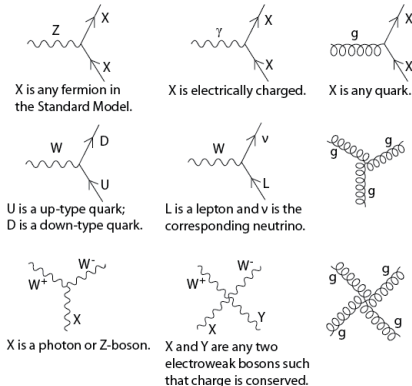 Z
X
X
X is any fermion in
the Standard Model.
γ
X
X
X is electrically charged.
g
X
X
X is any quark.
W
D
U
U is a up-type quark;
D is a down-type quark.
W
ν
L
L is a lepton and ν is the
corresponding neutrino.
g
g
g
W+
W-
X
X is a photon or Z-boson.
W+
W-
X
Y
X and Y are any two
electroweak bosons such
that charge is conserved.
g
g
g
g